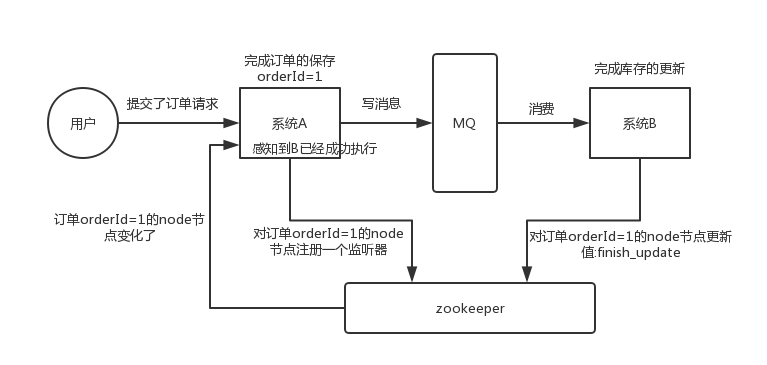 完成订单的保存
orderId=1
完成库存的更新
提交了订单请求
写消息
消费
用户
系统A
MQ
系统B
感知到B已经成功执行
订单orderId=1的node节
点变化了
对订单orderId=1的node
节点注册一个监听器
对订单orderId=1的node节点更新
值:finish_update
zookeeper